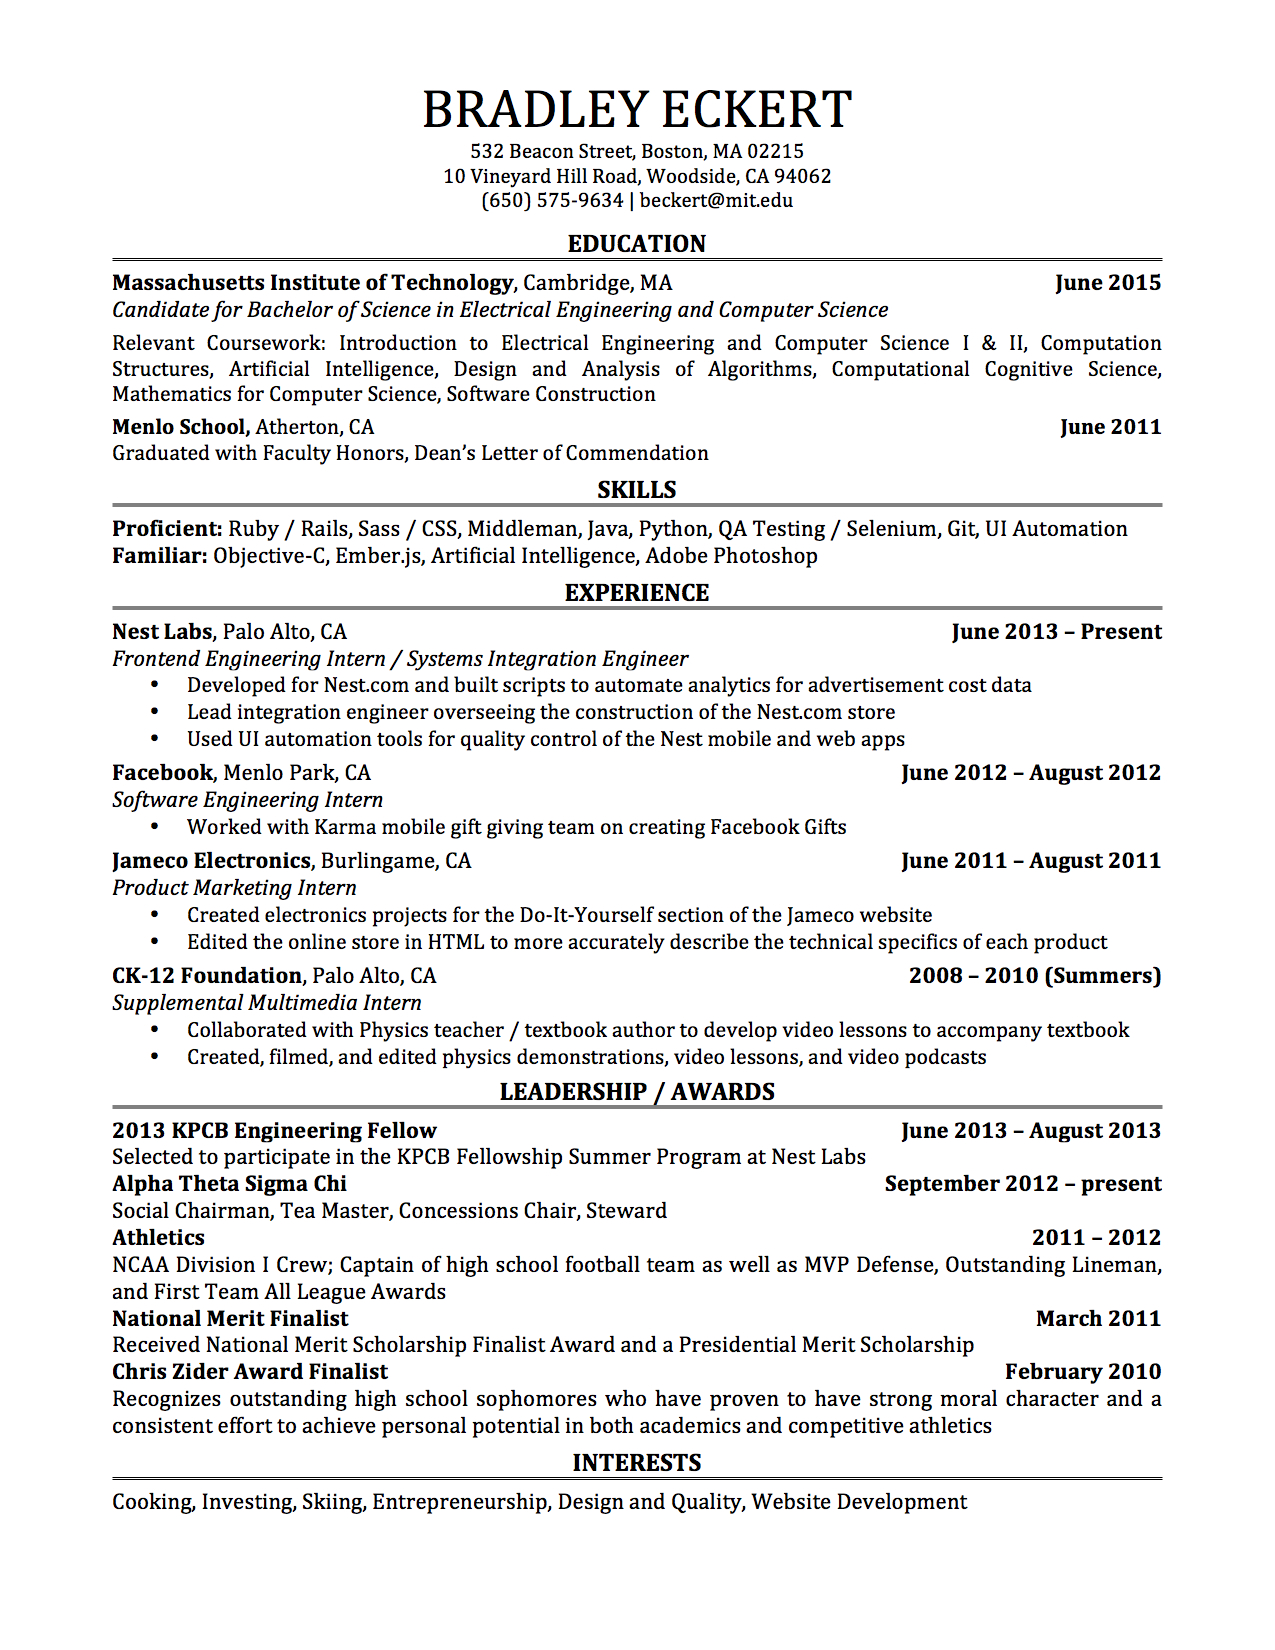 BRADLEY ECKERT
532 Beacon Street, Boston, MA 02215
10 Vineyard Hill Road, Woodside, CA 94062
(650) 575-9634 | beckert@mit.edu
EDUCATION
Massachusetts Institute of Technology, Cambridge, MA June 2015
Candidate for Bachelor of Science in Electrical Engineering and Computer Science
Relevant Coursework: Introduction to Electrical Engineering and Computer Science I & II, Computation
Structures, Artificial Intelligence, Design and Analysis of Algorithms, Computational Cognitive Science,
Mathematics for Computer Science, Software Construction
Menlo School, Atherton, CA June 2011
Graduated with Faculty Honors, Dean’s Letter of Commendation
SKILLS
Proficient: Ruby / Rails, Sass / CSS, Middleman, Java, Python, QA Testing / Selenium, Git, UI Automation
Familiar: Objective-C, Ember.js, Artificial Intelligence, Adobe Photoshop
EXPERIENCE
Nest Labs, Palo Alto, CA June 2013 – Present
Frontend Engineering Intern / Systems Integration Engineer
• Developed for Nest.com and built scripts to automate analytics for advertisement cost data
• Lead integration engineer overseeing the construction of the Nest.com store
• Used UI automation tools for quality control of the Nest mobile and web apps
Facebook, Menlo Park, CA June 2012 – August 2012
Software Engineering Intern
• Worked with Karma mobile gift giving team on creating Facebook Gifts
Jameco Electronics, Burlingame, CA June 2011 – August 2011
Product Marketing Intern
• Created electronics projects for the Do-It-Yourself section of the Jameco website
• Edited the online store in HTML to more accurately describe the technical specifics of each product
CK-12 Foundation, Palo Alto, CA 2008 – 2010 (Summers)
Supplemental Multimedia Intern
• Collaborated with Physics teacher / textbook author to develop video lessons to accompany textbook
• Created, filmed, and edited physics demonstrations, video lessons, and video podcasts
LEADERSHIP / AWARDS
2013 KPCB Engineering Fellow June 2013 – August 2013
Selected to participate in the KPCB Fellowship Summer Program at Nest Labs
Alpha Theta Sigma Chi September 2012 – present
Social Chairman, Tea Master, Concessions Chair, Steward
Athletics 2011 – 2012
NCAA Division I Crew; Captain of high school football team as well as MVP Defense, Outstanding Lineman,
and First Team All League Awards
National Merit Finalist March 2011
Received National Merit Scholarship Finalist Award and a Presidential Merit Scholarship
Chris Zider Award Finalist February 2010
Recognizes outstanding high school sophomores who have proven to have strong moral character and a
consistent effort to achieve personal potential in both academics and competitive athletics
INTERESTS
Cooking, Investing, Skiing, Entrepreneurship, Design and Quality, Website Development